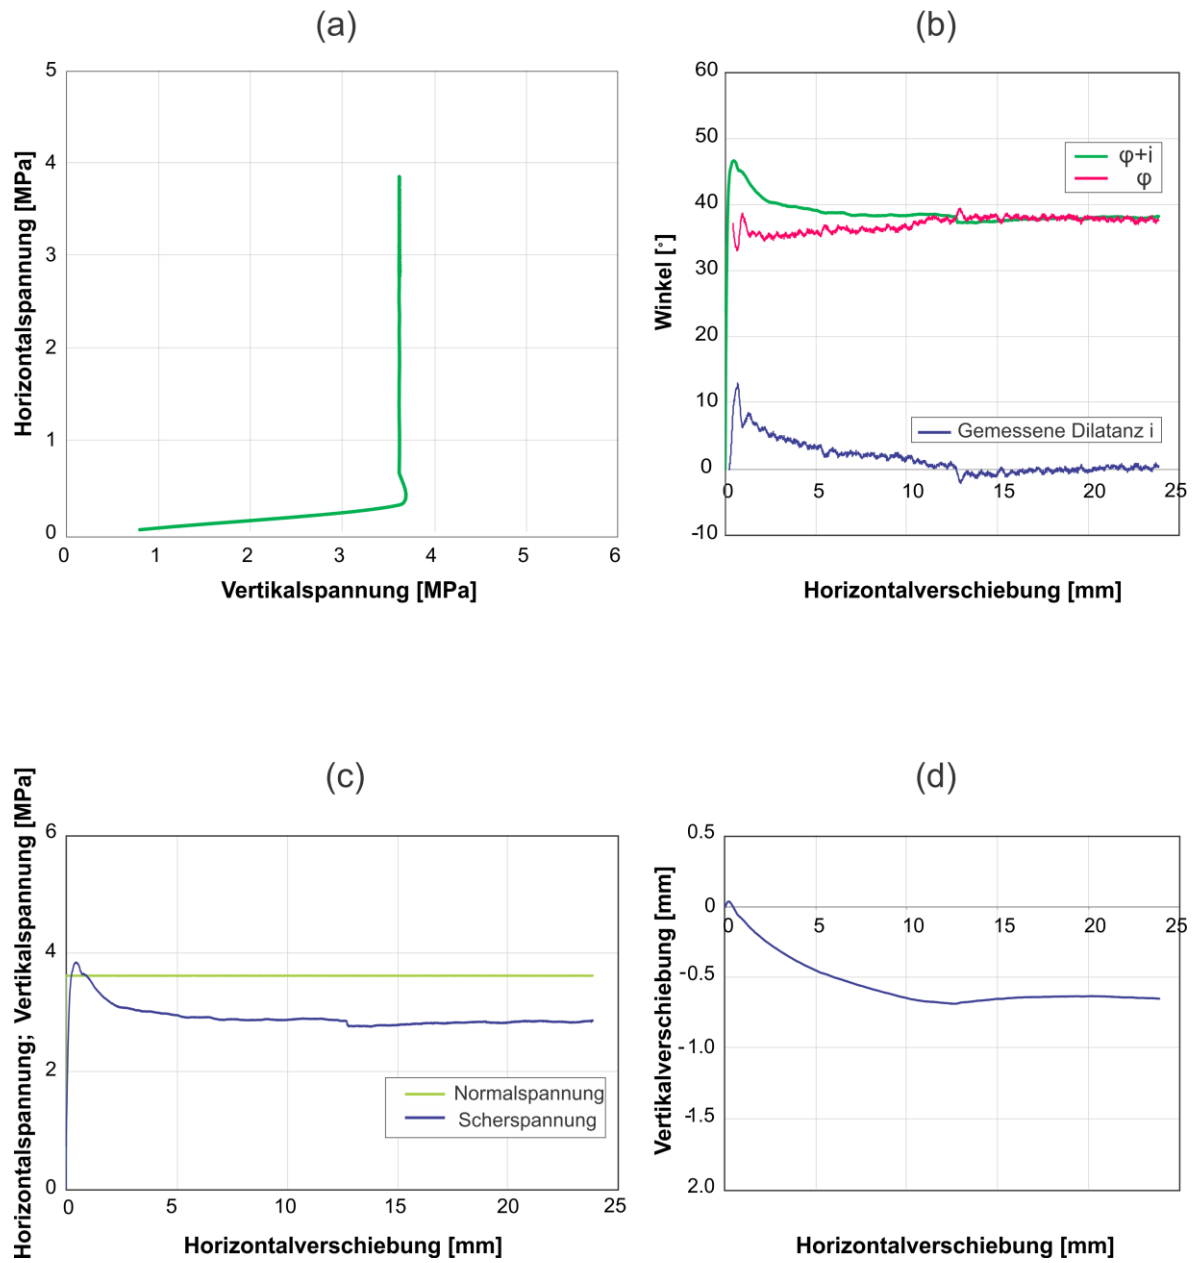 (a)
5
4
3
2
1
0
0 1 2 3 4 5 6
Horizontalspannung [MPa]
Vertikalspannung [MPa]
(b)
60
50
40
30
20
10
0
-10
0 5 10 15 20 25
Winkel [°]
φ+i
φ
Gemessene Dilatanz i
Horizontalverschiebung [mm]
(c)
6
4
2
0
0 5 10 15 20 25
Horizontalspannung; Vertikalspannung [MPa]
Normalspannung
Scherspannung
Horizontalverschiebung [mm]
(d)
0.5
0
-0.5
-1.0
-1.5
2.0
0 5 10 15 20 25
Vertikalverschiebung [mm]
Horizontalverschiebung [mm]